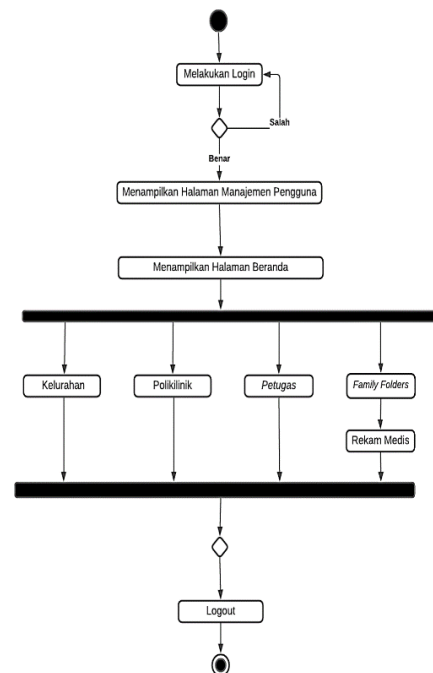 Melakukan Login
Salah
Benar
Menampilkan Halaman Manajemen Pengguna
Menampilkan Halaman Beranda
Kelurahan
Polikilinik
Petugas
Family Folders
Rekam Medis
Logout